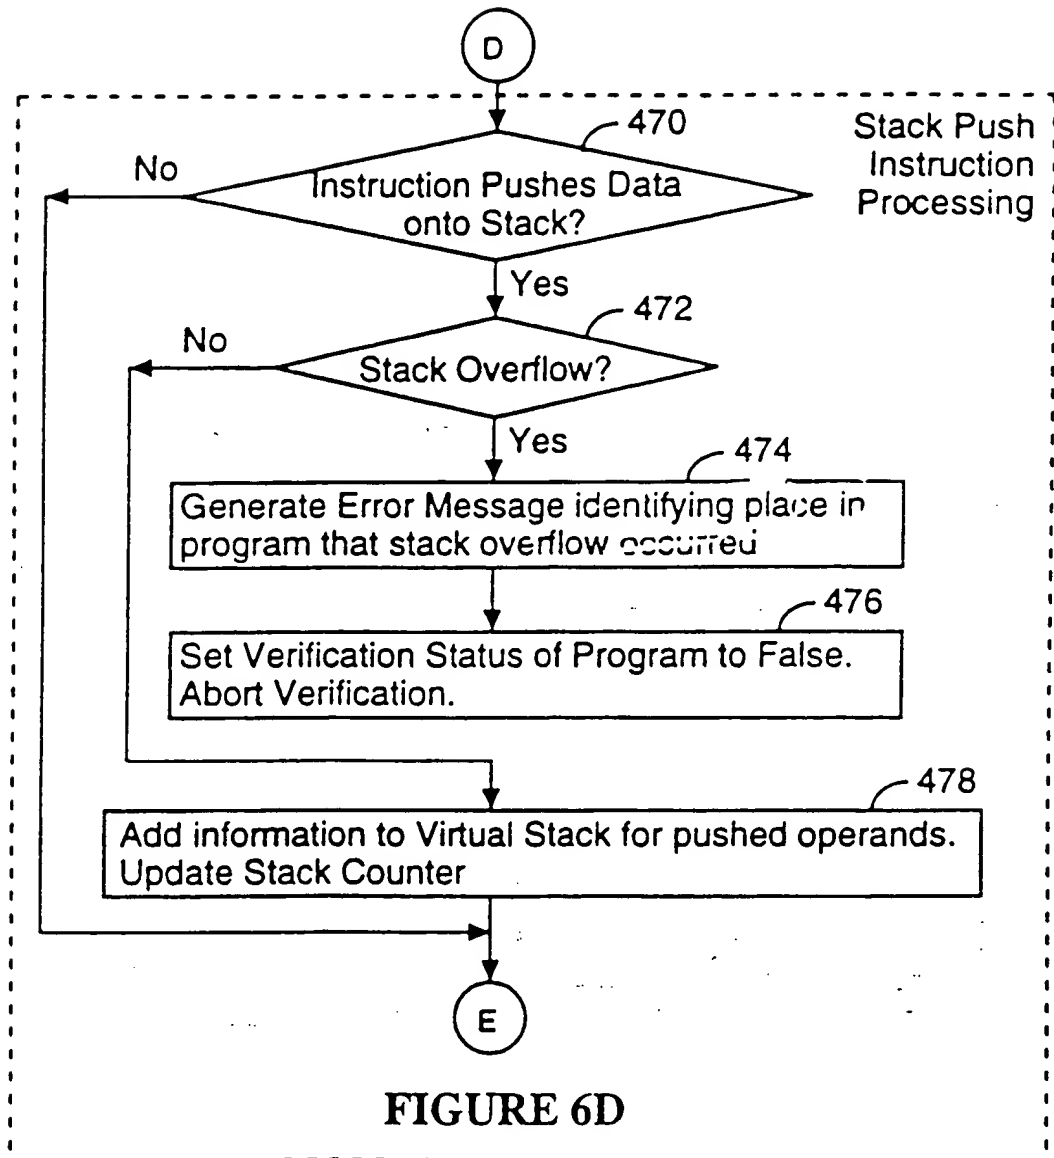 D
470
Stack Push
Instruction
Processing
No
Instruction Pushes Data
onto Stack?
Yes
472
No
Stack Overflow?
Yes
474
Generate Error Message identifying place in
program that stack overflow occurred
476
Set Verification Status of Program to False.
Abort Verification.
478
Add information to Virtual Stack for pushed operands.
Update Stack Counter
E
FIGURE 6D